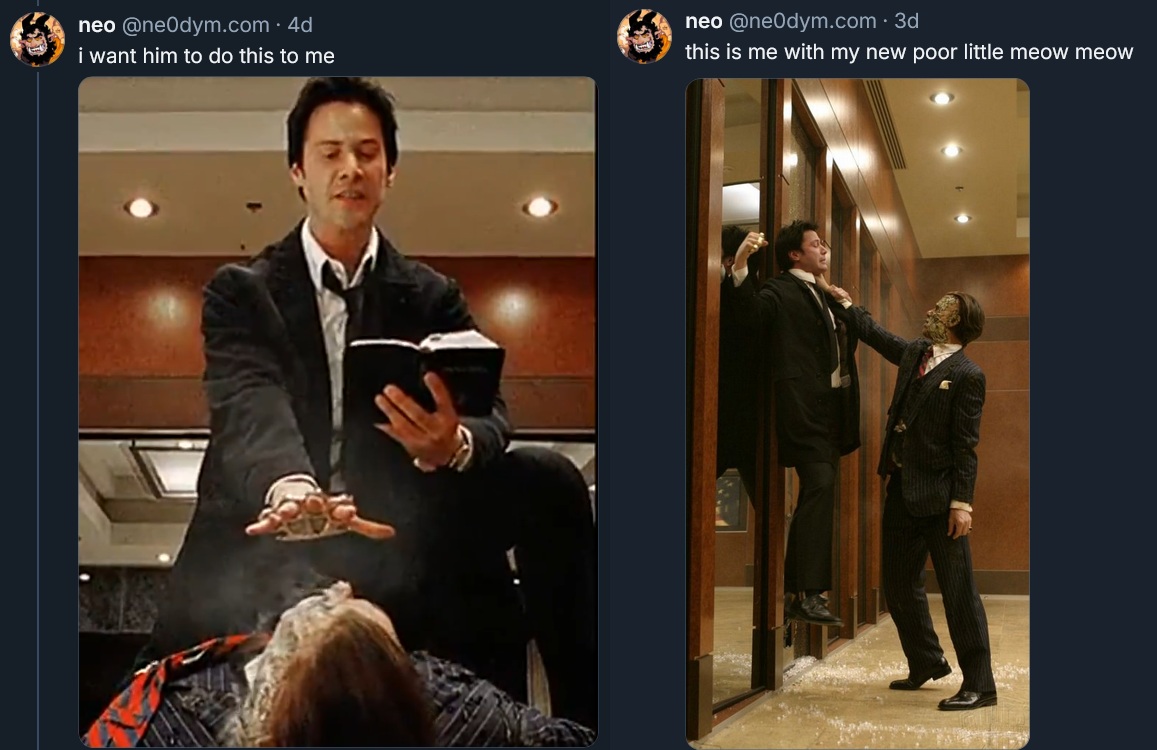 neo @ne0dym.com · 4d
i want him to do this to me
neo @ne0dym.com · 3d
this is me with my new poor little meow meow